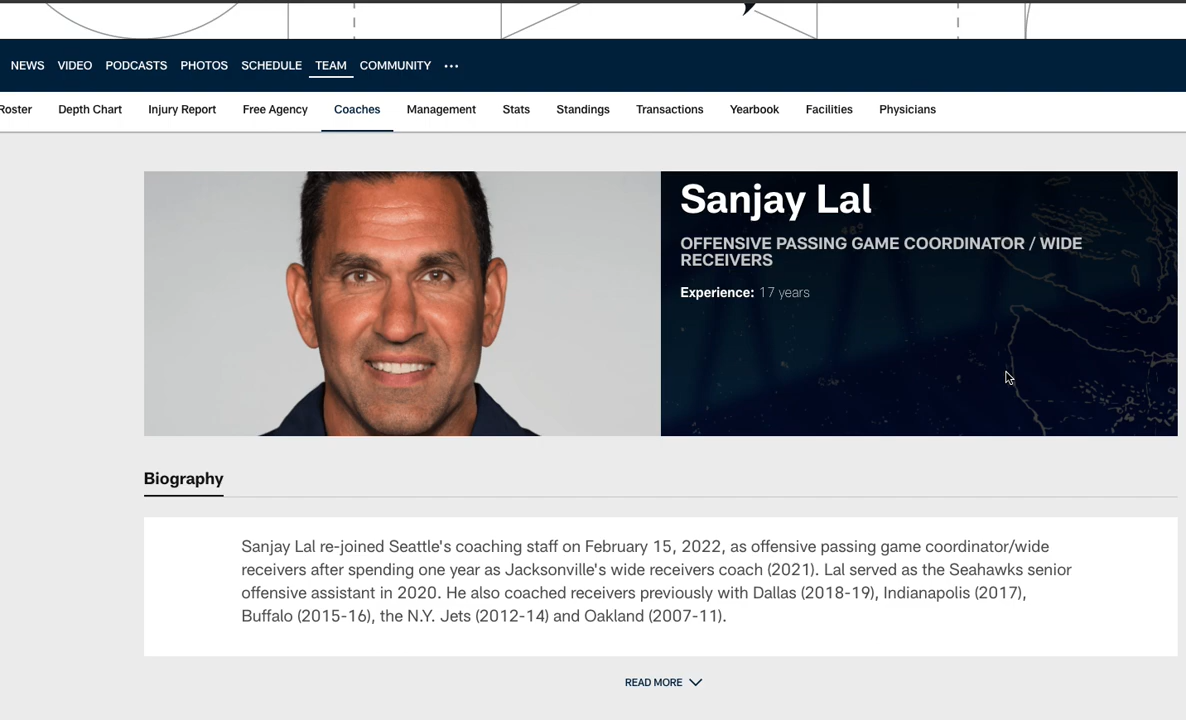 NEWS VIDEO PODCASTS PHOTOS SCHEDULE TEAM COMMUNITY ...
Roster Depth Chart Injury Report Free Agency Coaches Management Stats Standings Transactions Yearbook Facilities Physicians
Sanjay Lal
OFFENSIVE PASSING GAME COORDINATOR / WIDE
RECEIVERS
Experience: 17 years
Biography
Sanjay Lal re-joined Seattle's coaching staff on February 15, 2022, as offensive passing game coordinator/wide
receivers after spending one year as Jacksonville's wide receivers coach (2021). Lal served as the Seahawks senior
offensive assistant in 2020. He also coached receivers previously with Dallas (2018-19), Indianapolis (2017),
Buffalo (2015-16), the N.Y. Jets (2012-14) and Oakland (2007-11).
READ MORE